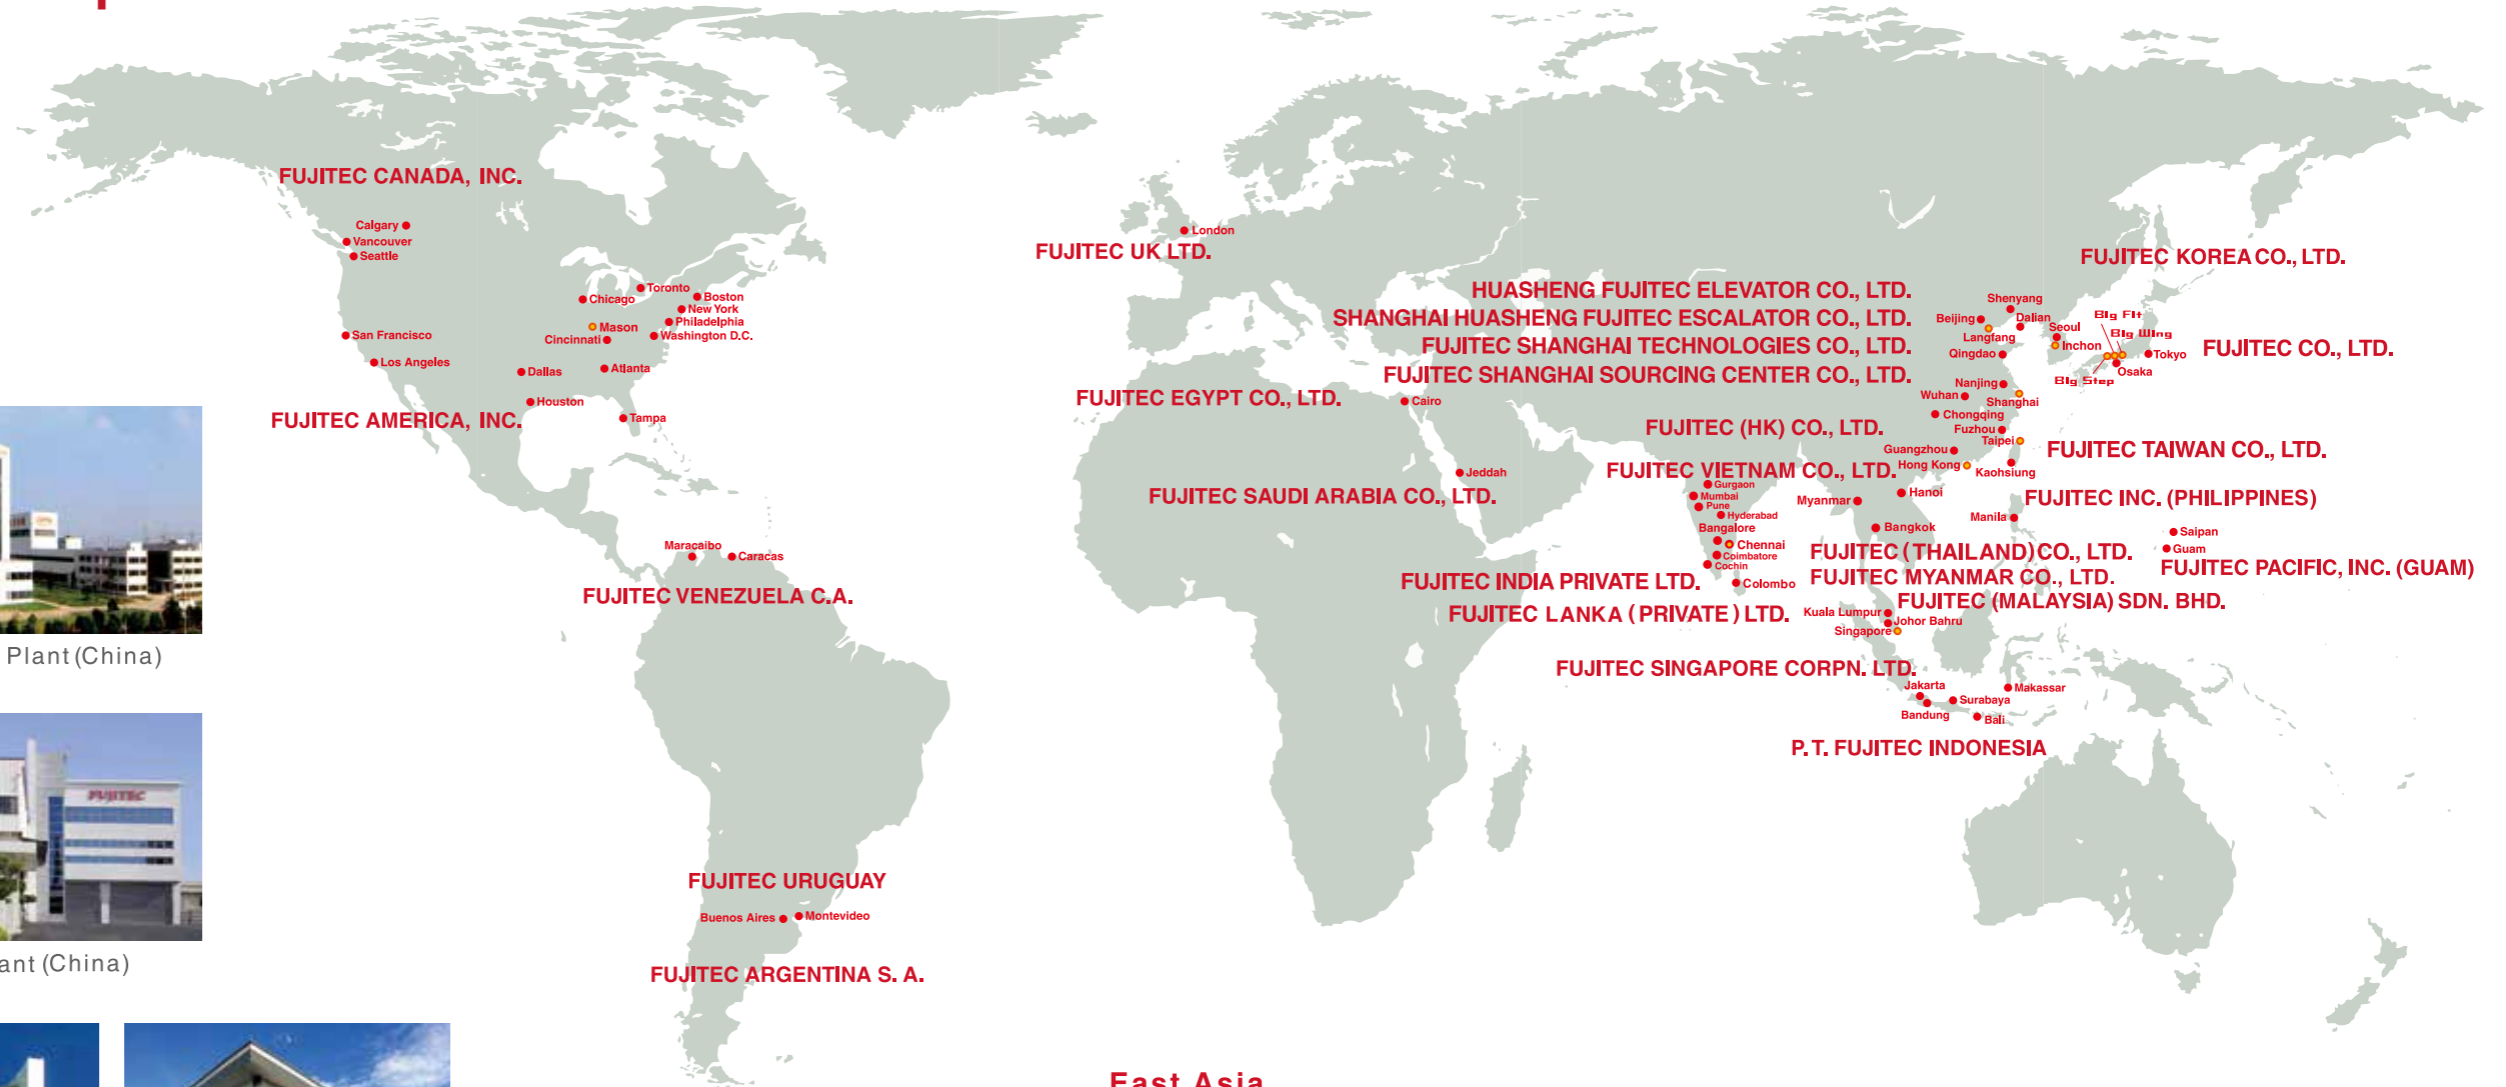 FUJITEC CANADA, INC.
Calgary
Vancouver
Seattle
Toronto
Chicago
Boston
New York
Philadelphia
Mason
Washington D.C.
Cincinnati
San Francisco
Los Angeles
Dallas
Atlanta
Houston
Tampa
FUJITEC AMERICA, INC.
Maracaibo
Caracas
FUJITEC VENEZUELA C.A.
FUJITEC URUGUAY
Buenos Aires
Montevideo
FUJITEC ARGENTINA S. A.
London
FUJITEC UK LTD.
FUJITEC EGYPT CO., LTD.
Cairo
Jeddah
FUJITEC SAUDI ARABIA CO., LTD.
FUJITEC KOREA CO., LTD.
HUASHENG FUJITEC ELEVATOR CO., LTD.
SHANGHAI HUASHENG FUJITEC ESCALATOR CO., LTD.
FUJITEC SHANGHAI TECHNOLOGIES CO., LTD.
FUJITEC SHANGHAI SOURCING CENTER CO., LTD.
Shenyang
Beijing
Dalian
Langfang
Seoul
Inchon
Qingdao
Big Fit
Big Wing
Tokyo
FUJITEC CO., LTD.
Osaka
Big Step
Nanjing
Wuhan
Shanghai
Chongqing
Fuzhou
FUJITEC (HK) CO., LTD.
Taipei
Guangzhou
FUJITEC TAIWAN CO., LTD.
Hong Kong
Kaohsiung
FUJITEC VIETNAM CO., LTD.
Gurgaon
Mumbai
Pune
Hyderabad
Bangalore
Chennai
Coimbatore
Cochin
Colombo
FUJITEC INDIA PRIVATE LTD.
FUJITEC LANKA (PRIVATE) LTD.
Myanmar
Hanoi
FUJITEC INC. (PHILIPPINES)
Manila
Bangkok
Saipan
Guam
FUJITEC (THAILAND) CO., LTD.
FUJITEC PACIFIC, INC. (GUAM)
FUJITEC MYANMAR CO., LTD.
FUJITEC (MALAYSIA) SDN. BHD.
Kuala Lumpur
Johor Bahru
Singapore
FUJITEC SINGAPORE CORPN. LTD.
Jakarta
Makassar
Surabaya
Bandung
Bali
P.T. FUJITEC INDONESIA
Plant (China)
FUJITEC
ant (China)
East Asia